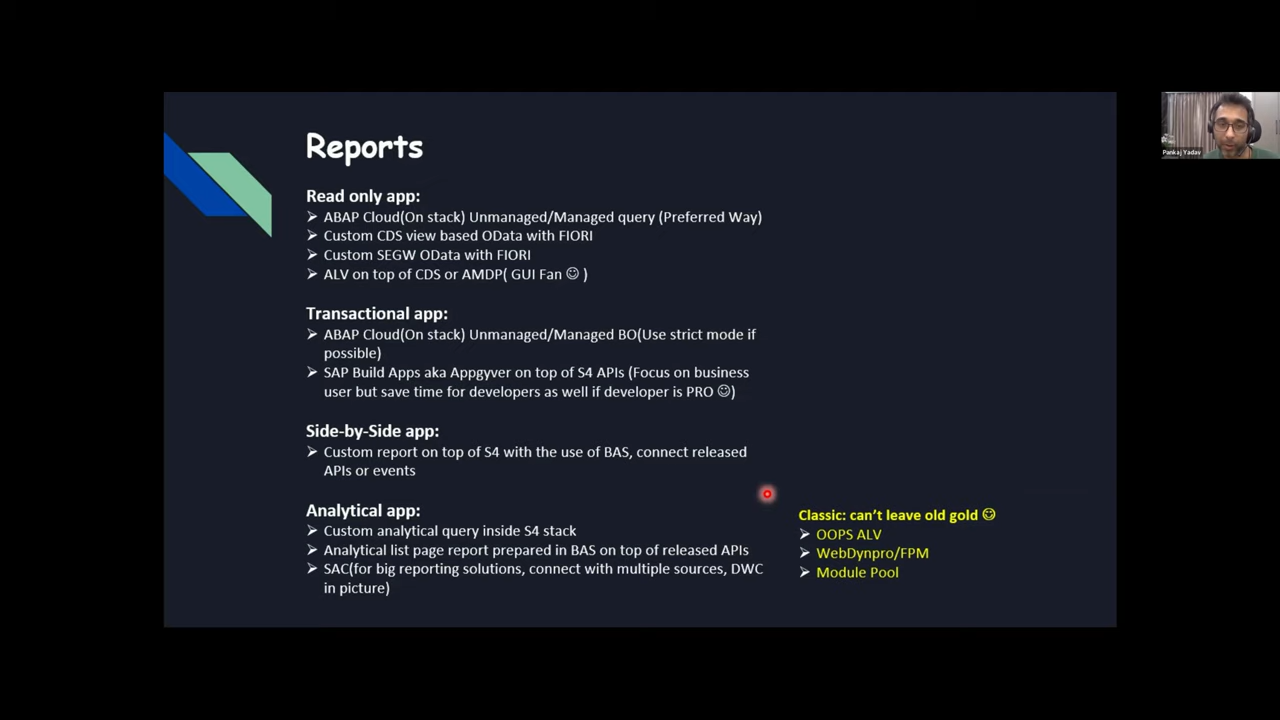 Reports
Read only app:
➢ ABAP Cloud(On stack) Unmanaged/Managed query (Preferred Way)
➢ Custom CDS view based OData with FIORI
➢ Custom SEGW OData with FIORI
➢ ALV on top of CDS or AMDP( GUI Fan ☺ )
Transactional app:
➢ ABAP Cloud(On stack) Unmanaged/Managed BO(Use strict mode if
possible)
➢ SAP Build Apps aka Appgyver on top of S4 APIs (Focus on business
user but save time for developers as well if developer is PRO ☺)
Side-by-Side app:
➢ Custom report on top of S4 with the use of BAS, connect released
APIs or events
Analytical app:
➢ Custom analytical query inside S4 stack
➢ Analytical list page report prepared in BAS on top of released APIs
➢ SAC(for big reporting solutions, connect with multiple sources, DWC
in picture)
Classic: can’t leave old gold ☺
➢ OOPS ALV
➢ WebDynpro/FPM
➢ Module Pool
Pankaj Yadav